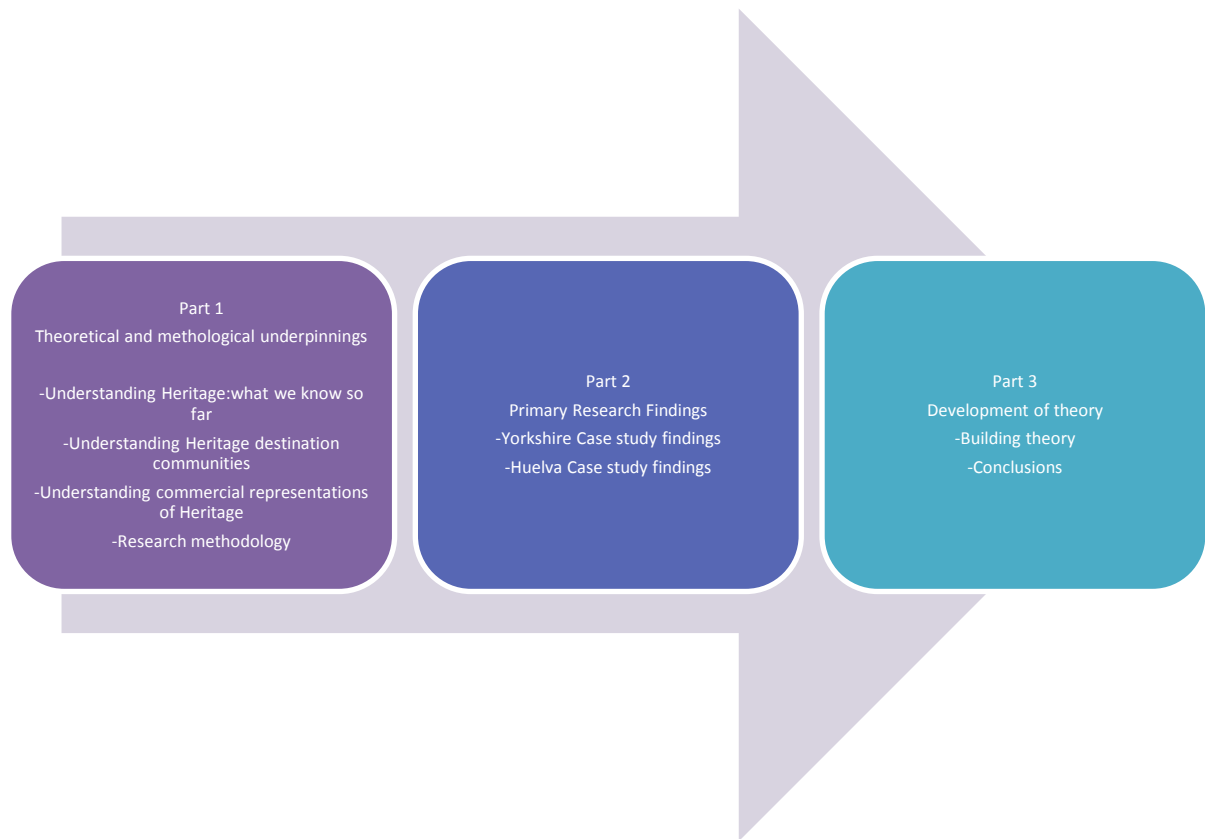 Part 1
Theoretical and methological underpinnings
-Understanding Heritage:what we know so
far
-Understanding Heritage destination
communities
-Understanding commercial representations
of Heritage
-Research methodology
Part 2
Primary Research Findings
-Yorkshire Case study findings
-Huelva Case study findings
Part 3
Development of theory
-Building theory
-Conclusions